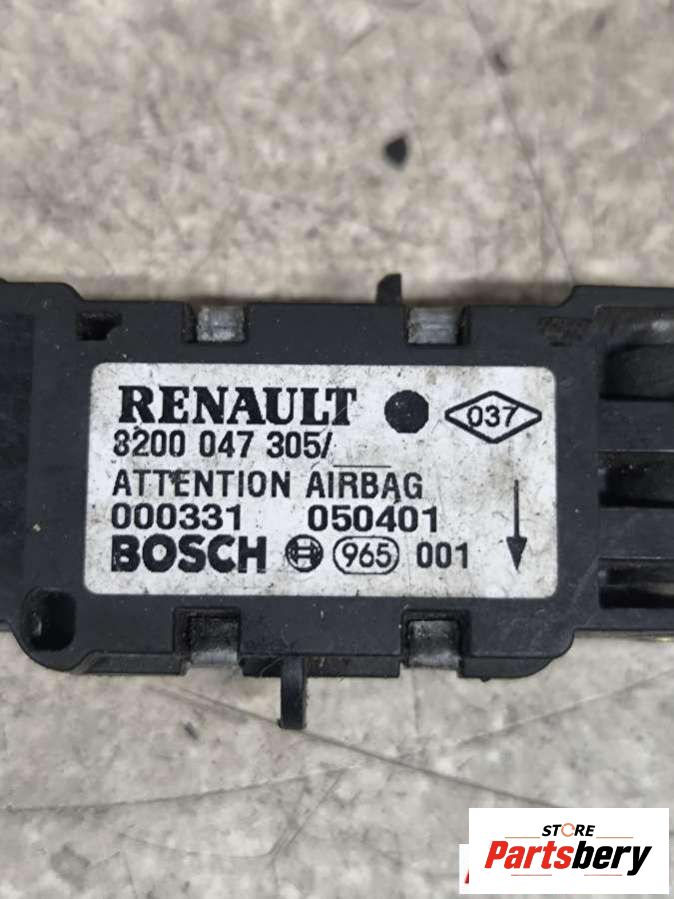 RENAULT 037
8200 047 305/
ATTENTION AIRBAG
000331 050401
BOSCH 965 001
STORE
Partsbery